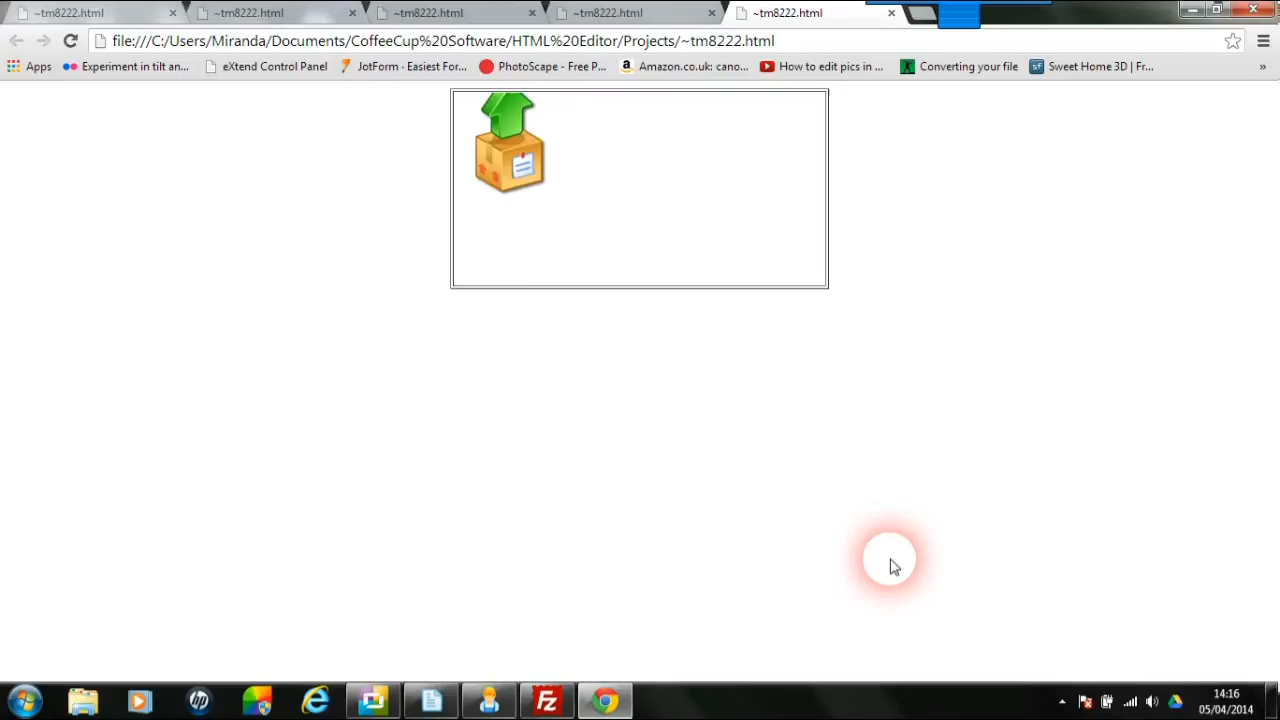 ~tm8222.html ~tm8222.html ~tm8222.html ~tm8222.html ~tm8222.html
file:///C:/Users/Miranda/Documents/CoffeeCup%20Software/HTML%20Editor/Projects/~tm8222.html
Apps Experiment in tilt an... eXtend Control Panel JotForm · Easiest For... PhotoScape - Free P... Amazon.co.uk: cano... How to edit pics in ... Converting your file Sweet Home 3D | Fr... »
hp Fz 14:16
05/04/2014